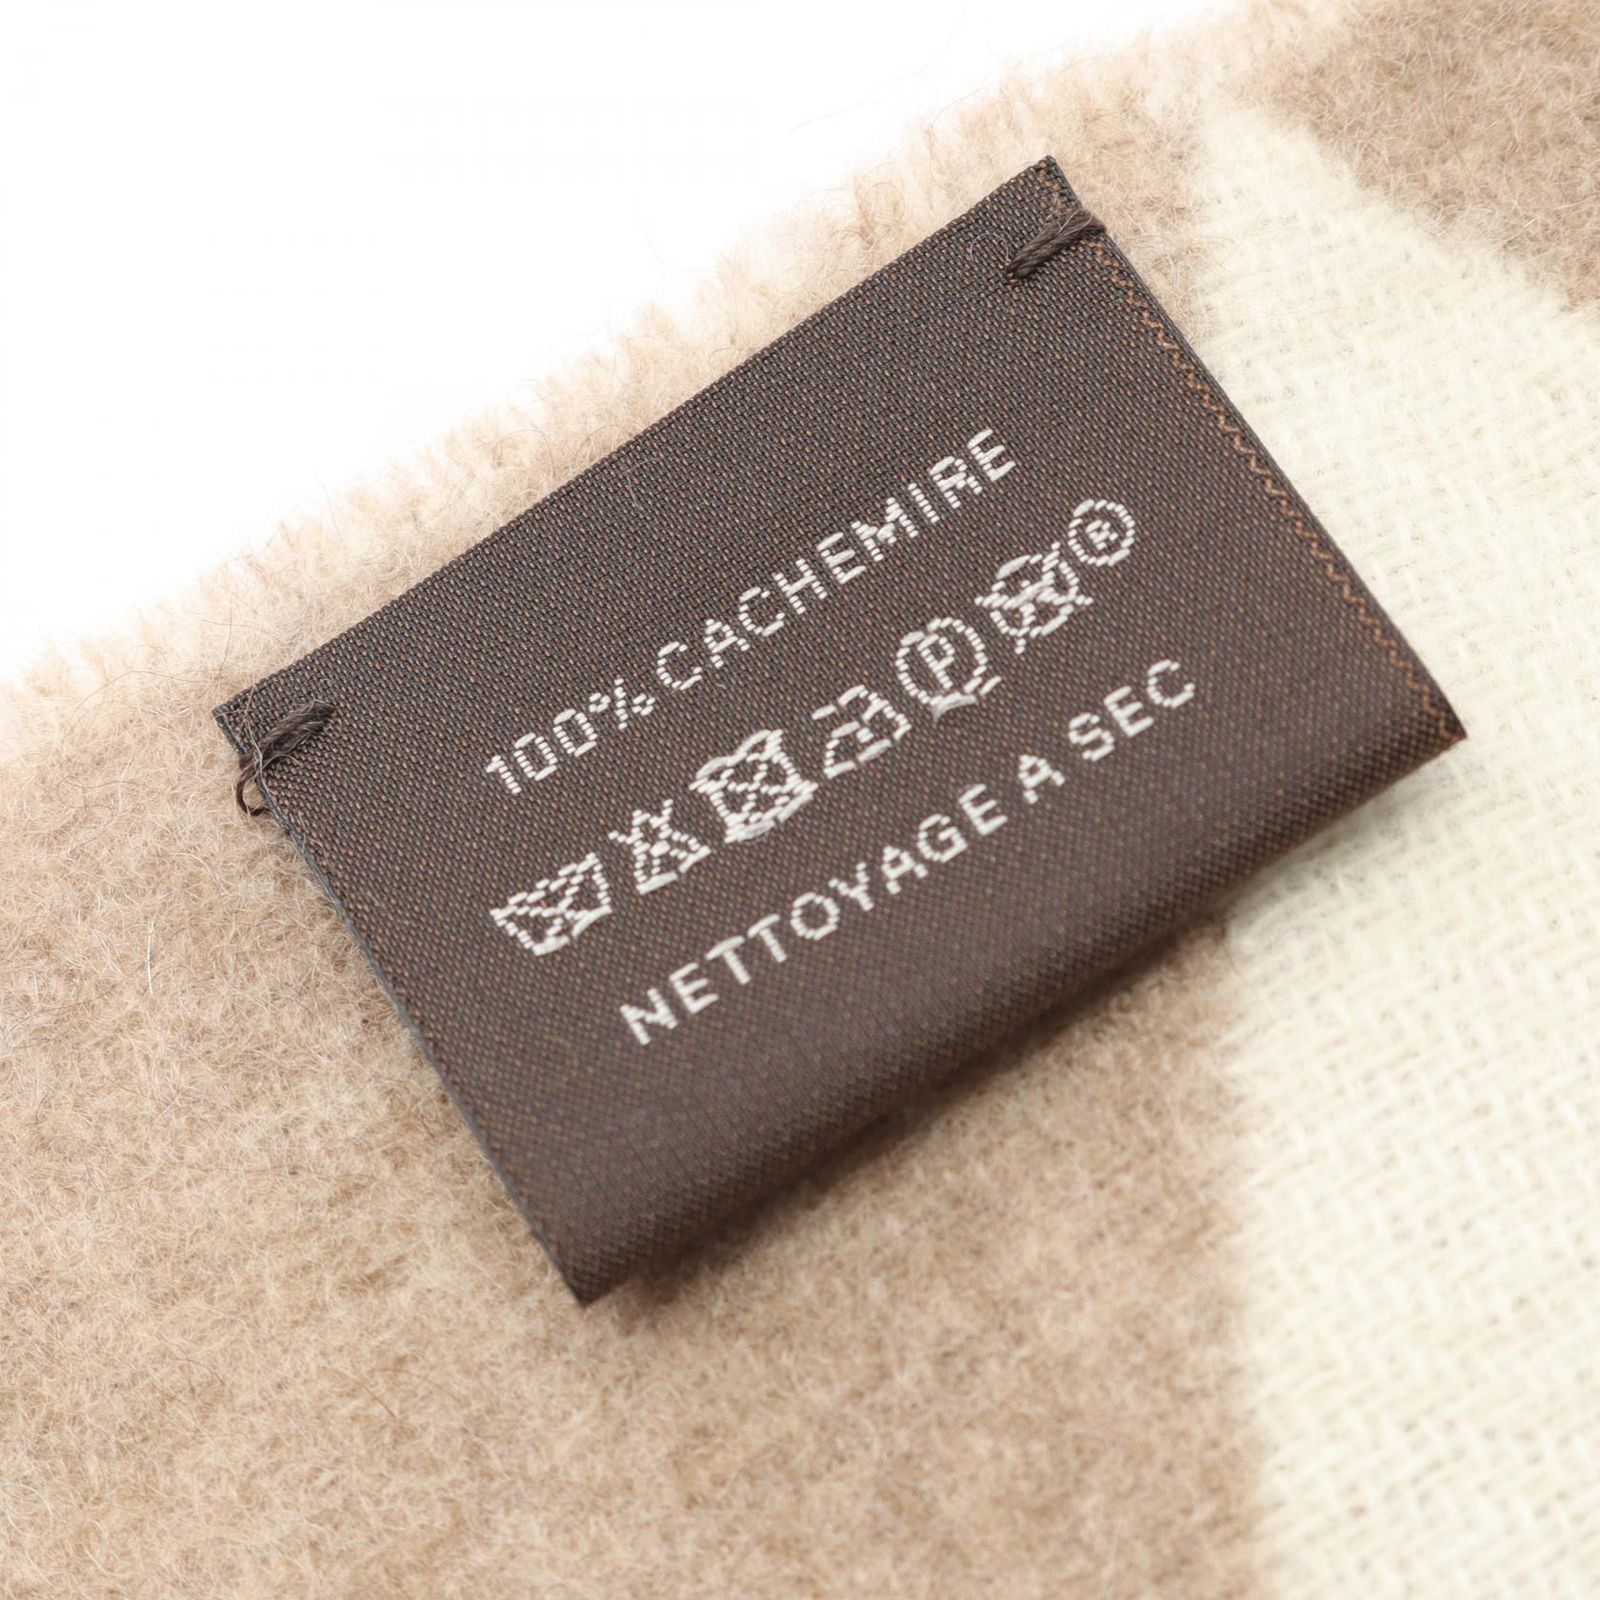 100% CACHEMIRE
P ®
NETTOYAGE A SEC